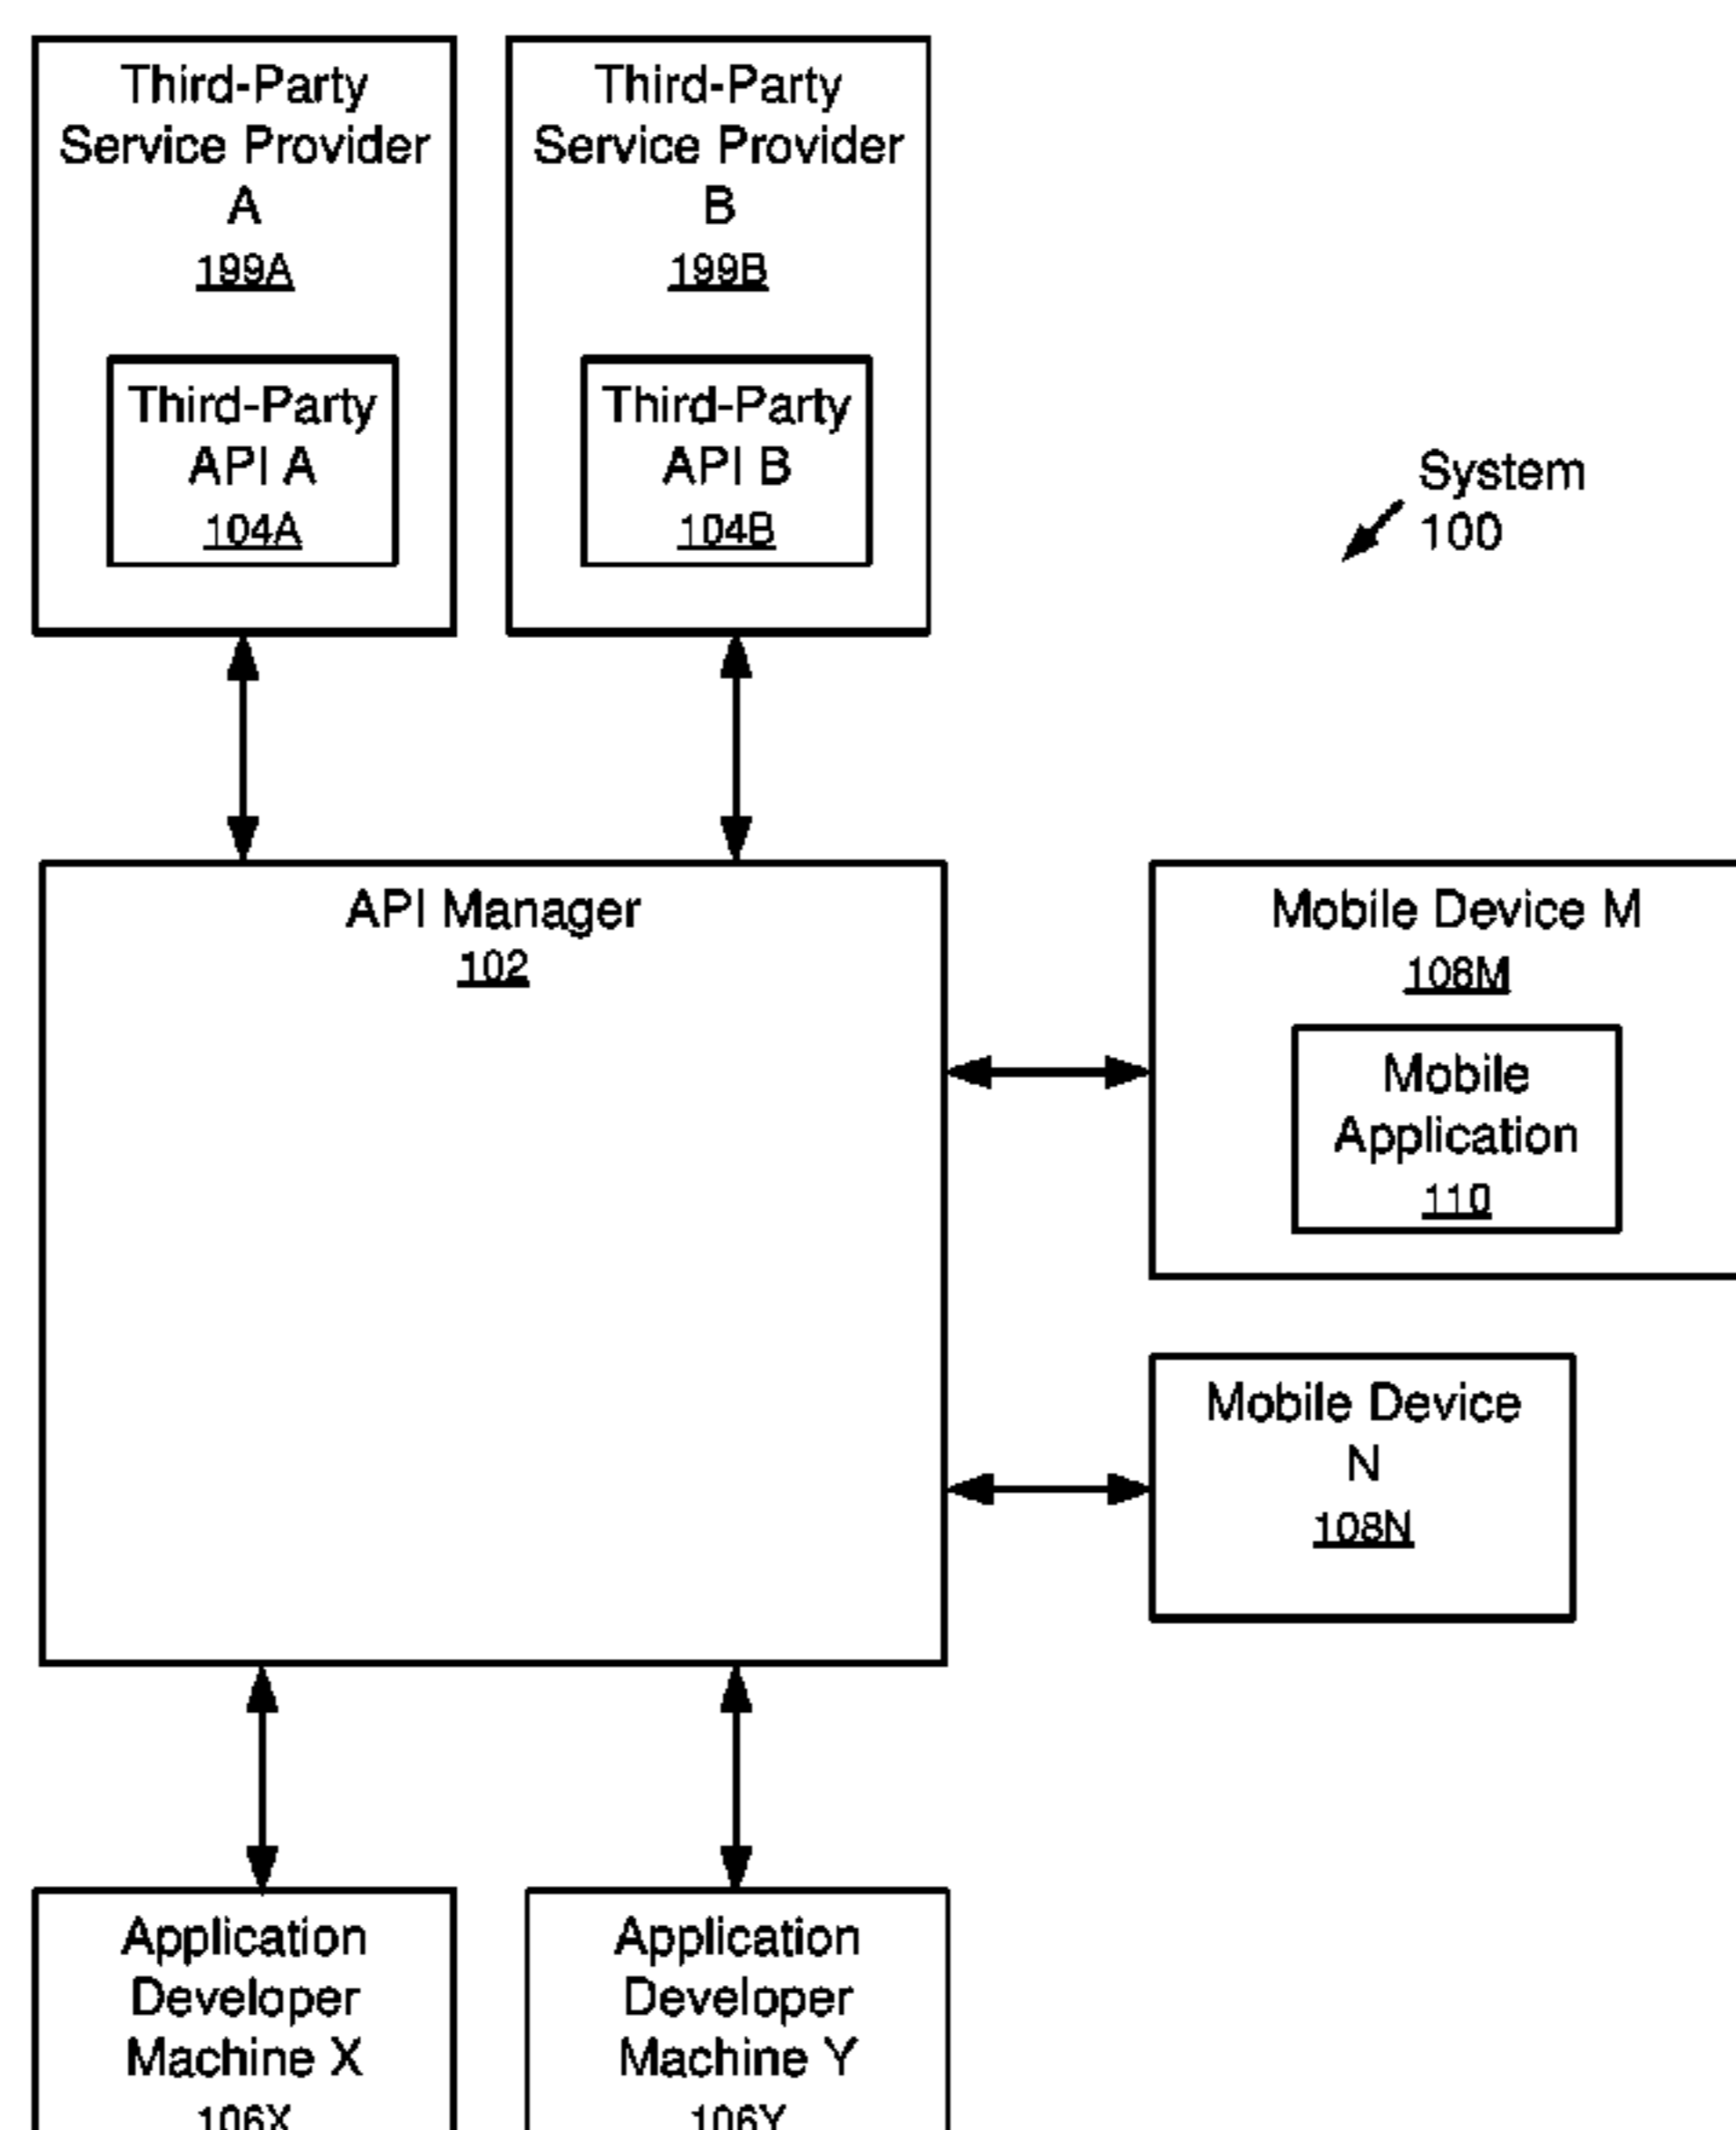 Third-Party
Service Provider
A
199A
Third-Party
API A
104A
Third-Party
Service Provider
B
199B
Third-Party
API B
104B
System
100
API Manager
102
Mobile Device M
108M
Mobile
Application
110
Mobile Device
N
108N
Application
Developer
Machine X
106X
Application
Developer
Machine Y
106Y